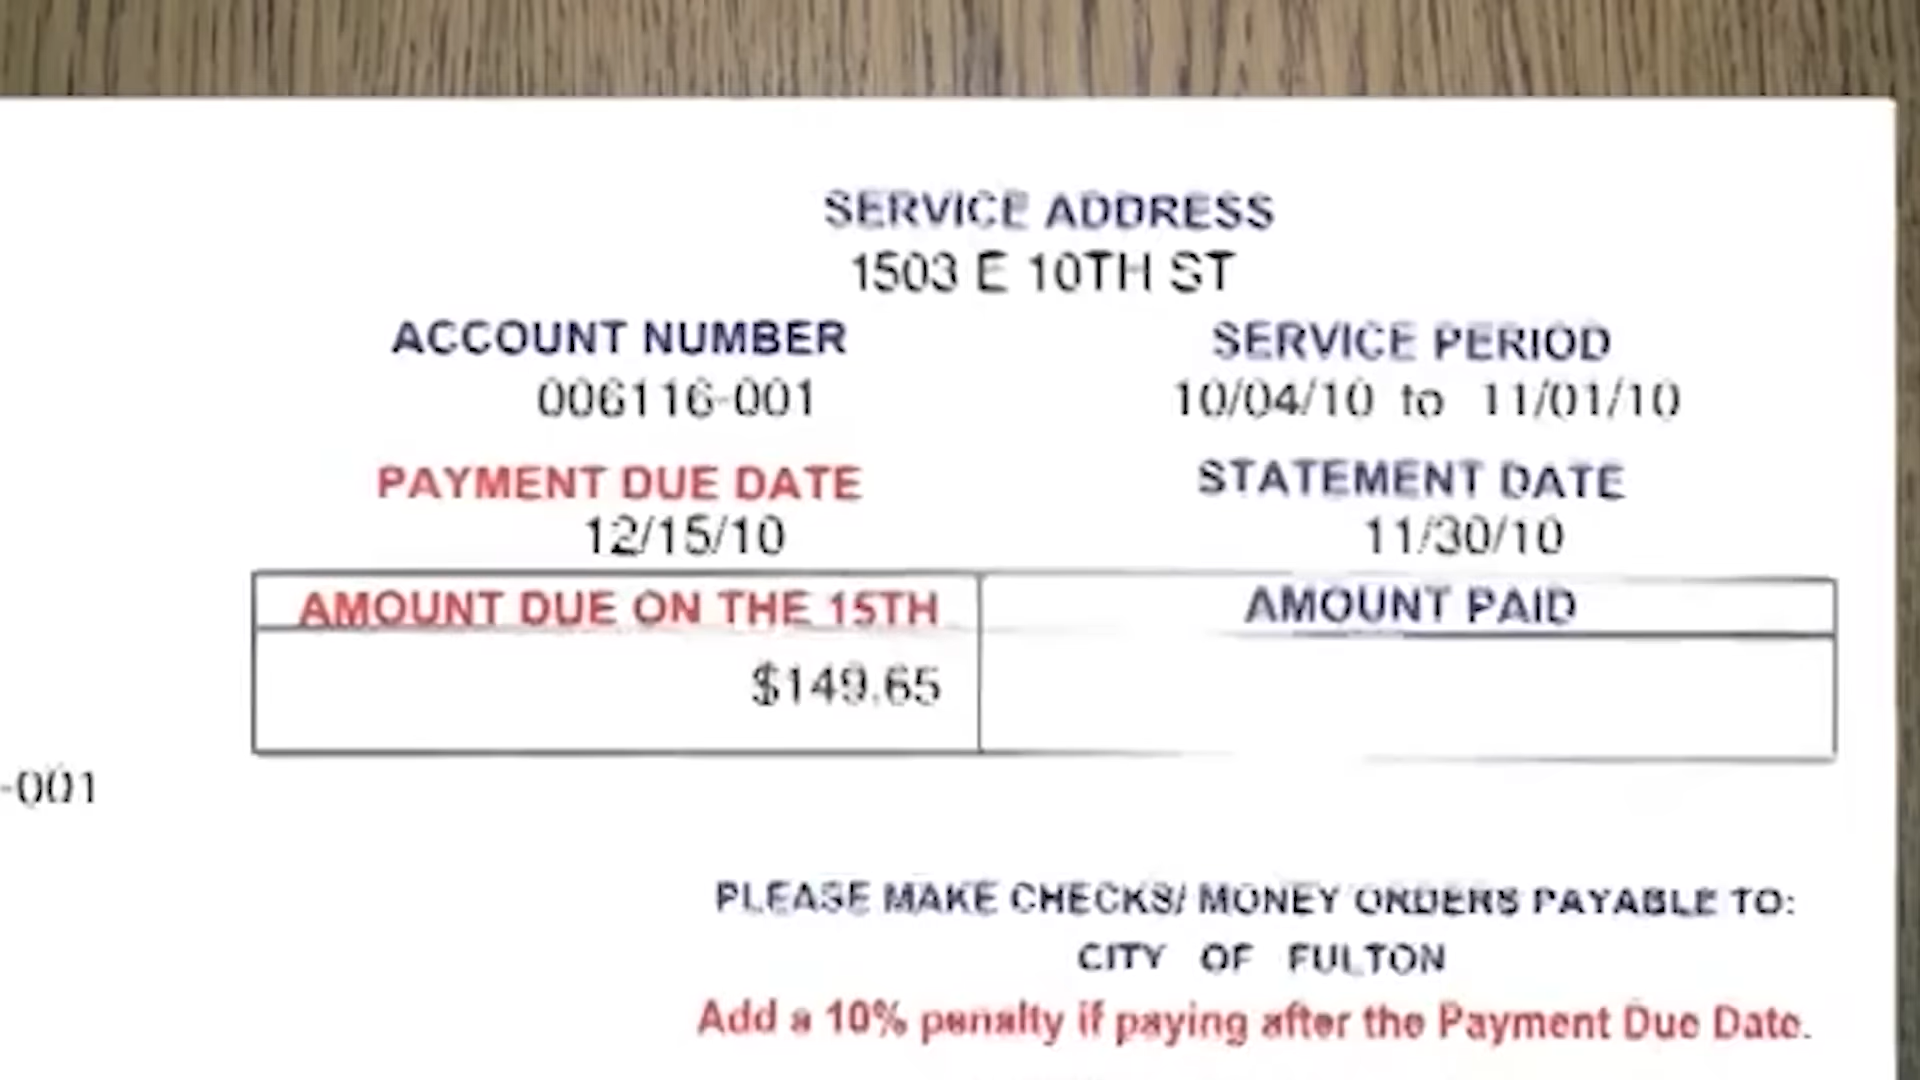 SERVICE ADDRESS
1503 E 10TH ST
ACCOUNT NUMBER SERVICE PERIOD
006116-001 10/04/10 to 11/01/10
PAYMENT DUE DATE STATEMENT DATE
12/15/10 11/30/10
AMOUNT DUE ON THE 15TH AMOUNT PAID
$149.65
-001
PLEASE MAKE CHECKS/ MONEY ORDERS PAYABLE TO:
CITY OF FULTON
Add a 10% penalty if paying after the Payment Due Date.